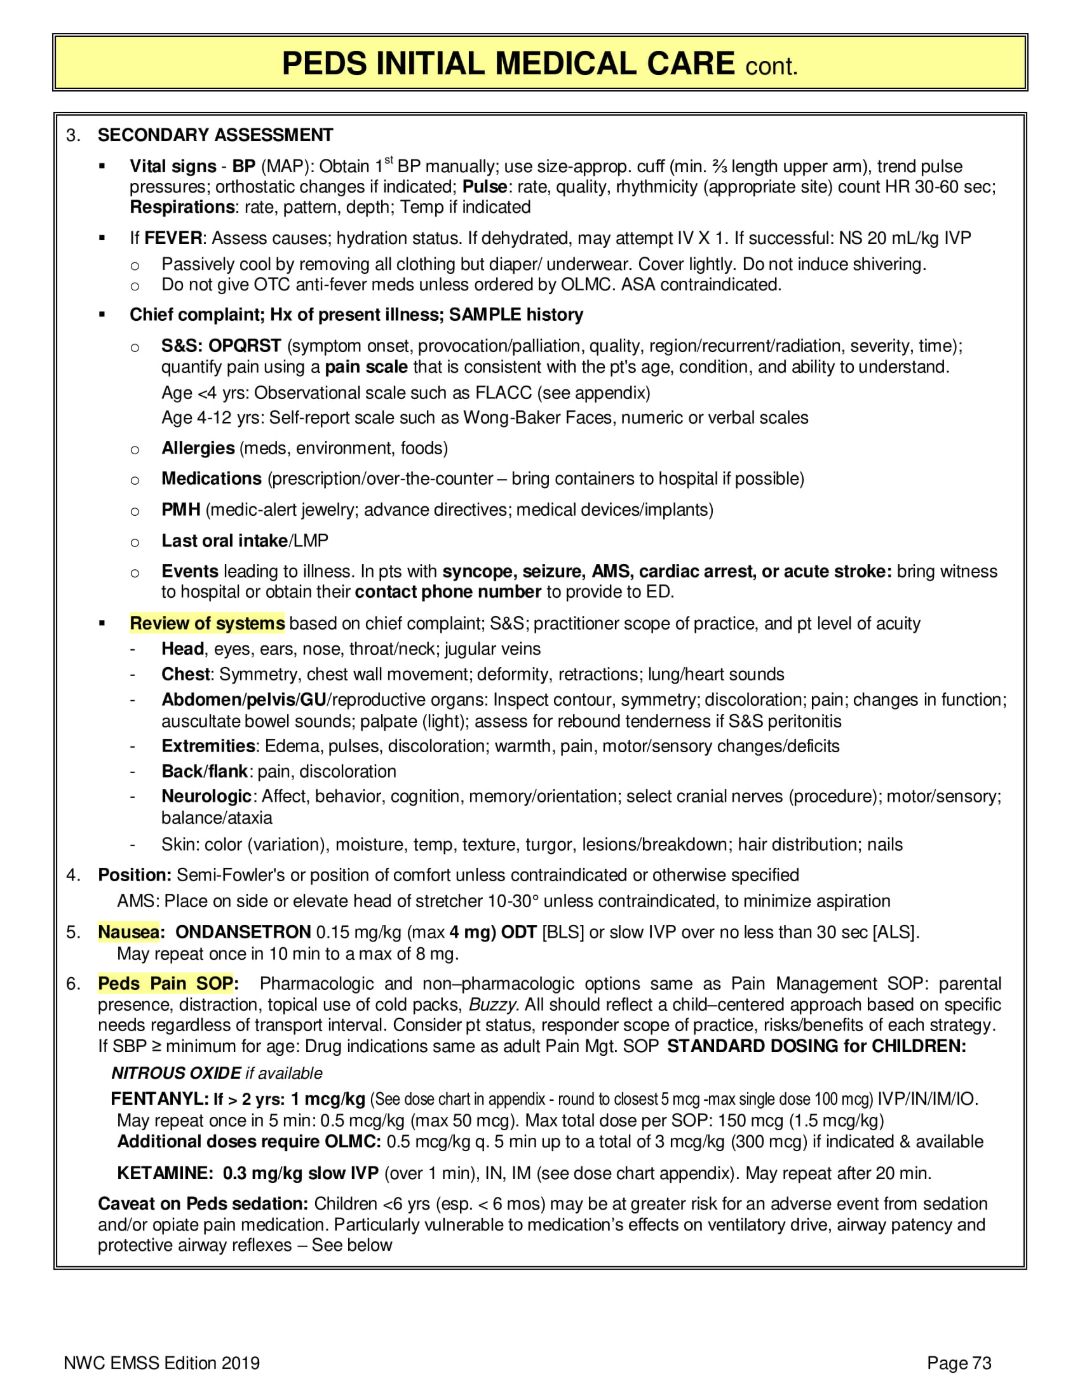 PEDS INITIAL MEDICAL CARE cont.
3. SECONDARY ASSESSMENT
▪ Vital signs - BP (MAP): Obtain 1st BP manually; use size-approp. cuff (min. ⅔ length upper arm), trend pulse
pressures; orthostatic changes if indicated; Pulse: rate, quality, rhythmicity (appropriate site) count HR 30-60 sec;
Respirations: rate, pattern, depth; Temp if indicated
▪ If FEVER: Assess causes; hydration status. If dehydrated, may attempt IV X 1. If successful: NS 20 mL/kg IVP
o Passively cool by removing all clothing but diaper/ underwear. Cover lightly. Do not induce shivering.
o Do not give OTC anti-fever meds unless ordered by OLMC. ASA contraindicated.
▪ Chief complaint; Hx of present illness; SAMPLE history
o S&S: OPQRST (symptom onset, provocation/palliation, quality, region/recurrent/radiation, severity, time);
quantify pain using a pain scale that is consistent with the pt's age, condition, and ability to understand.
Age <4 yrs: Observational scale such as FLACC (see appendix)
Age 4-12 yrs: Self-report scale such as Wong-Baker Faces, numeric or verbal scales
o Allergies (meds, environment, foods)
o Medications (prescription/over-the-counter – bring containers to hospital if possible)
o PMH (medic-alert jewelry; advance directives; medical devices/implants)
o Last oral intake/LMP
o Events leading to illness. In pts with syncope, seizure, AMS, cardiac arrest, or acute stroke: bring witness
to hospital or obtain their contact phone number to provide to ED.
▪ Review of systems based on chief complaint; S&S; practitioner scope of practice, and pt level of acuity
- Head, eyes, ears, nose, throat/neck; jugular veins
- Chest: Symmetry, chest wall movement; deformity, retractions; lung/heart sounds
- Abdomen/pelvis/GU/reproductive organs: Inspect contour, symmetry; discoloration; pain; changes in function;
auscultate bowel sounds; palpate (light); assess for rebound tenderness if S&S peritonitis
- Extremities: Edema, pulses, discoloration; warmth, pain, motor/sensory changes/deficits
- Back/flank: pain, discoloration
- Neurologic: Affect, behavior, cognition, memory/orientation; select cranial nerves (procedure); motor/sensory;
balance/ataxia
- Skin: color (variation), moisture, temp, texture, turgor, lesions/breakdown; hair distribution; nails
4. Position: Semi-Fowler's or position of comfort unless contraindicated or otherwise specified
AMS: Place on side or elevate head of stretcher 10-30° unless contraindicated, to minimize aspiration
5. Nausea: ONDANSETRON 0.15 mg/kg (max 4 mg) ODT [BLS] or slow IVP over no less than 30 sec [ALS].
May repeat once in 10 min to a max of 8 mg.
6. Peds Pain SOP: Pharmacologic and non–pharmacologic options same as Pain Management SOP: parental
presence, distraction, topical use of cold packs, Buzzy. All should reflect a child–centered approach based on specific
needs regardless of transport interval. Consider pt status, responder scope of practice, risks/benefits of each strategy.
If SBP ≥ minimum for age: Drug indications same as adult Pain Mgt. SOP STANDARD DOSING for CHILDREN:
NITROUS OXIDE if available
FENTANYL: If > 2 yrs: 1 mcg/kg (See dose chart in appendix - round to closest 5 mcg -max single dose 100 mcg) IVP/IN/IM/IO.
May repeat once in 5 min: 0.5 mcg/kg (max 50 mcg). Max total dose per SOP: 150 mcg (1.5 mcg/kg)
Additional doses require OLMC: 0.5 mcg/kg q. 5 min up to a total of 3 mcg/kg (300 mcg) if indicated & available
KETAMINE: 0.3 mg/kg slow IVP (over 1 min), IN, IM (see dose chart appendix). May repeat after 20 min.
Caveat on Peds sedation: Children <6 yrs (esp. < 6 mos) may be at greater risk for an adverse event from sedation
and/or opiate pain medication. Particularly vulnerable to medication's effects on ventilatory drive, airway patency and
protective airway reflexes – See below
NWC EMSS Edition 2019 Page 73